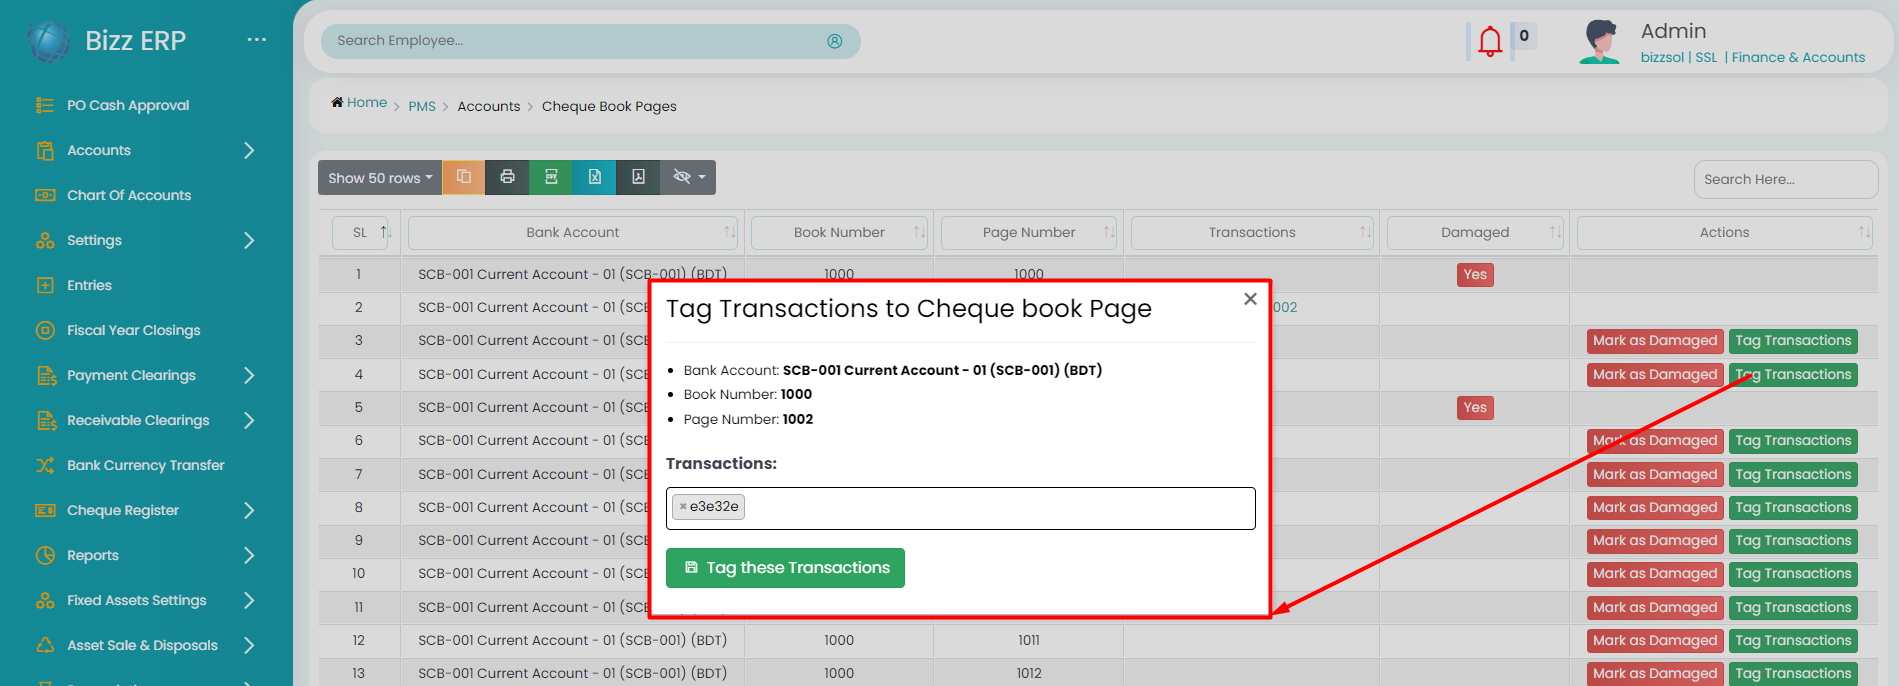 Bizz ERP ...
Search Employee...
0
Admin
bizzsol | SSL | Finance & Accounts
PO Cash Approval
Accounts
Chart Of Accounts
Settings
Entries
Fiscal Year Closings
Payment Clearings
Receivable Clearings
Bank Currency Transfer
Cheque Register
Reports
Fixed Assets Settings
Asset Sale & Disposals
Home > PMS > Accounts > Cheque Book Pages
Show 50 rows
CSV
Search Here...
SL Bank Account Book Number Page Number Transactions Damaged Actions
1 SCB-001 Current Account - 01 (SCB-001) (BDT) 1000 1000 Yes
2 SCB-001 Current Account - 01 (SCB 002
3 SCB-001 Current Account - 01 (SCB Mark as Damaged Tag Transactions
4 SCB-001 Current Account - 01 (SCB Mark as Damaged Tag Transactions
5 SCB-001 Current Account - 01 (SCB Yes
6 SCB-001 Current Account - 01 (SCB Mark as Damaged Tag Transactions
7 SCB-001 Current Account - 01 (SCB Mark as Damaged Tag Transactions
8 SCB-001 Current Account - 01 (SCB Mark as Damaged Tag Transactions
9 SCB-001 Current Account - 01 (SCB Mark as Damaged Tag Transactions
10 SCB-001 Current Account - 01 (SCB Mark as Damaged Tag Transactions
11 SCB-001 Current Account - 01 (SCB Mark as Damaged Tag Transactions
12 SCB-001 Current Account - 01 (SCB-001) (BDT) 1000 1011 Mark as Damaged Tag Transactions
13 SCB-001 Current Account - 01 (SCB-001) (BDT) 1000 1012 Mark as Damaged Tag Transactions
Tag Transactions to Cheque book Page ×
• Bank Account: SCB-001 Current Account - 01 (SCB-001) (BDT)
• Book Number: 1000
• Page Number: 1002
Transactions:
× e3e32e
Tag these Transactions